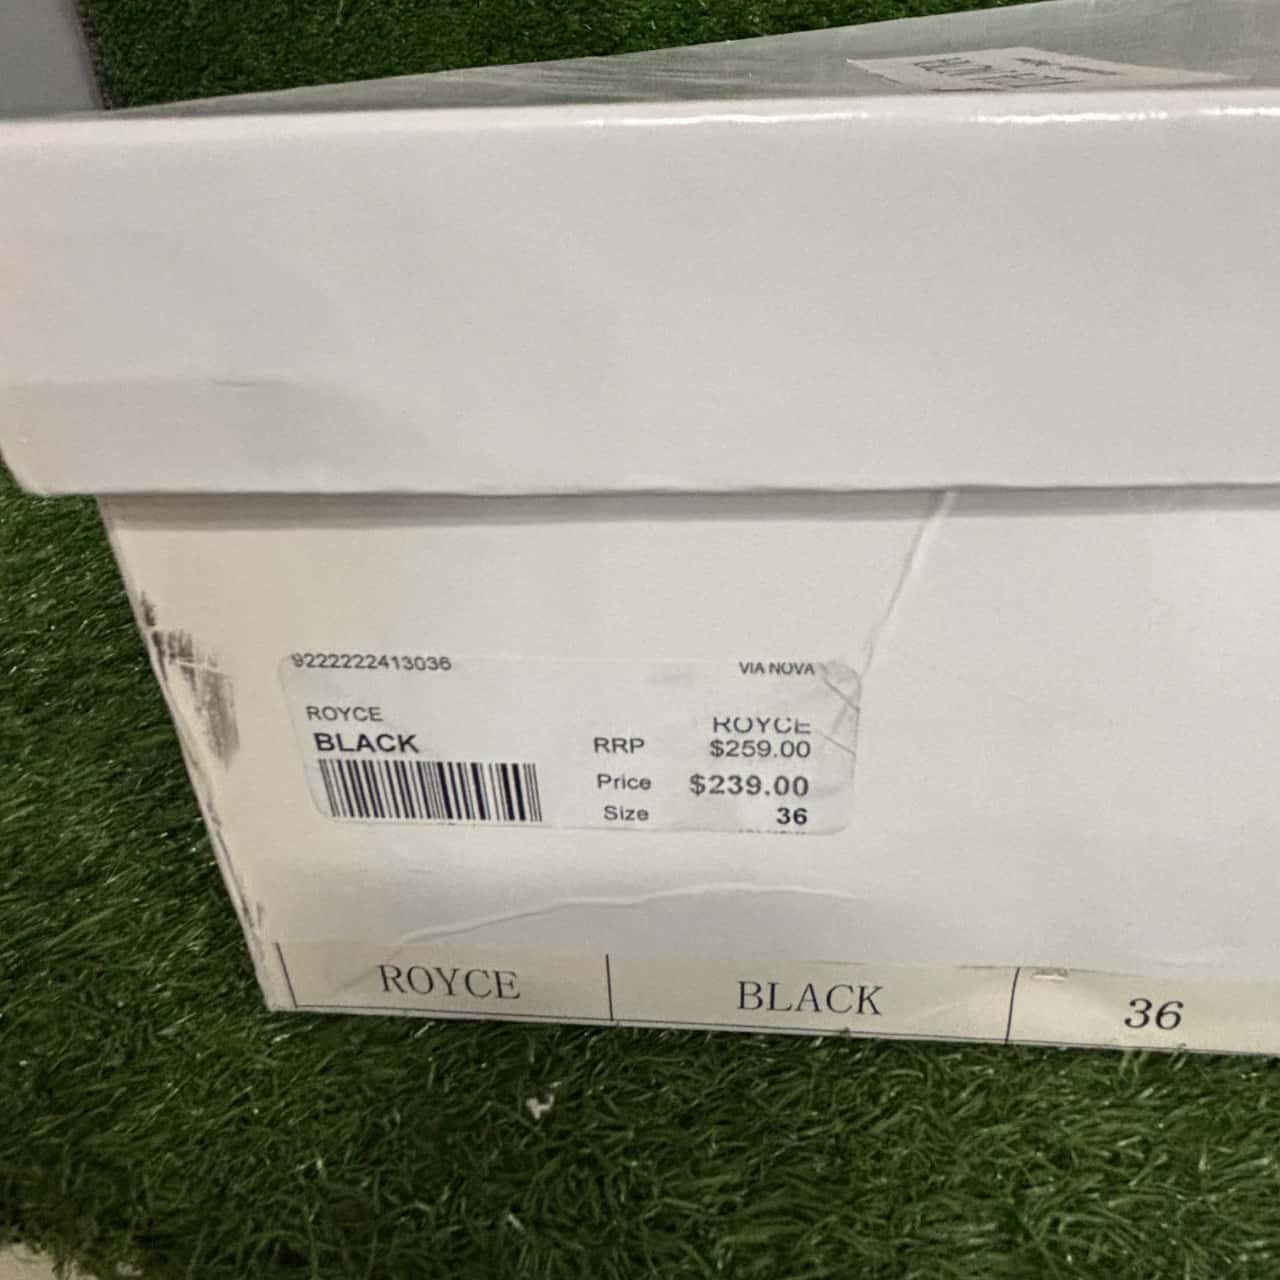 9222222413036
VIA NOVA
ROYCE
ROYCE
BLACK
RRP $259.00
Price $239.00
Size 36
ROYCE BLACK 36